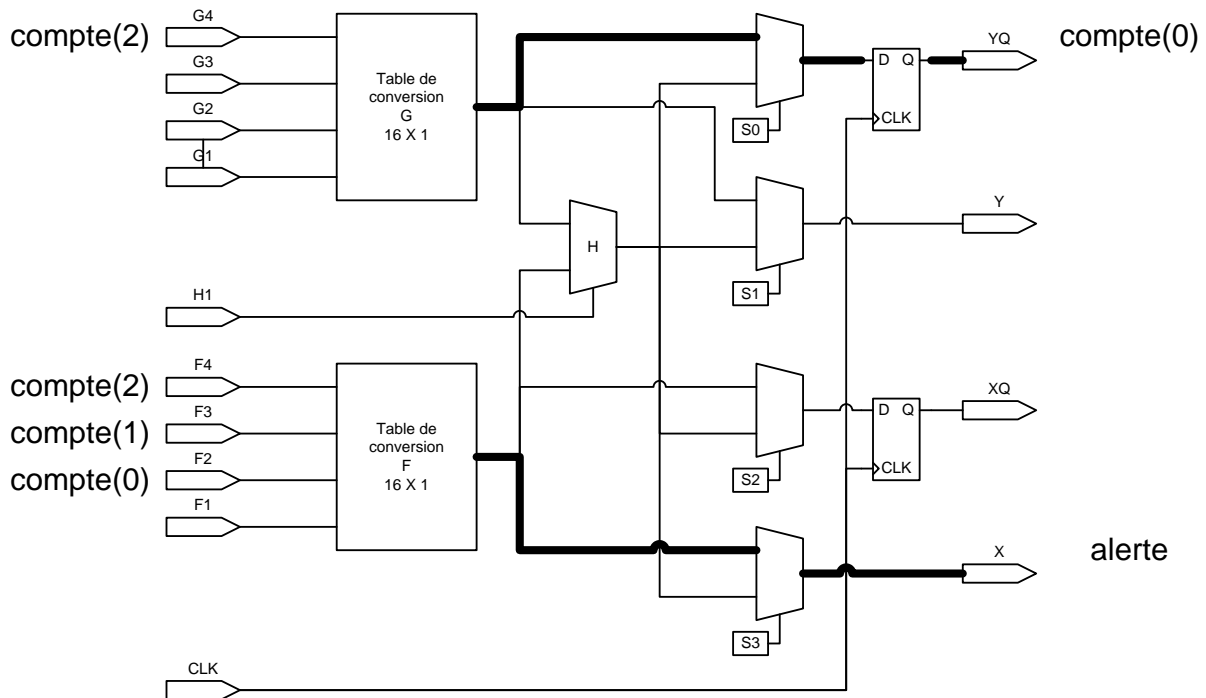 G4
compte(2)
compte(0)
YQ
D Q
CLK
G3
G2
G1
Table de
conversion
G
16 X 1
S0
Y
H
S1
H1
F4
compte(2)
F3
compte(1)
F2
compte(0)
F1
Table de
conversion
F
16 X 1
XQ
D Q
CLK
S2
X
alerte
S3
CLK